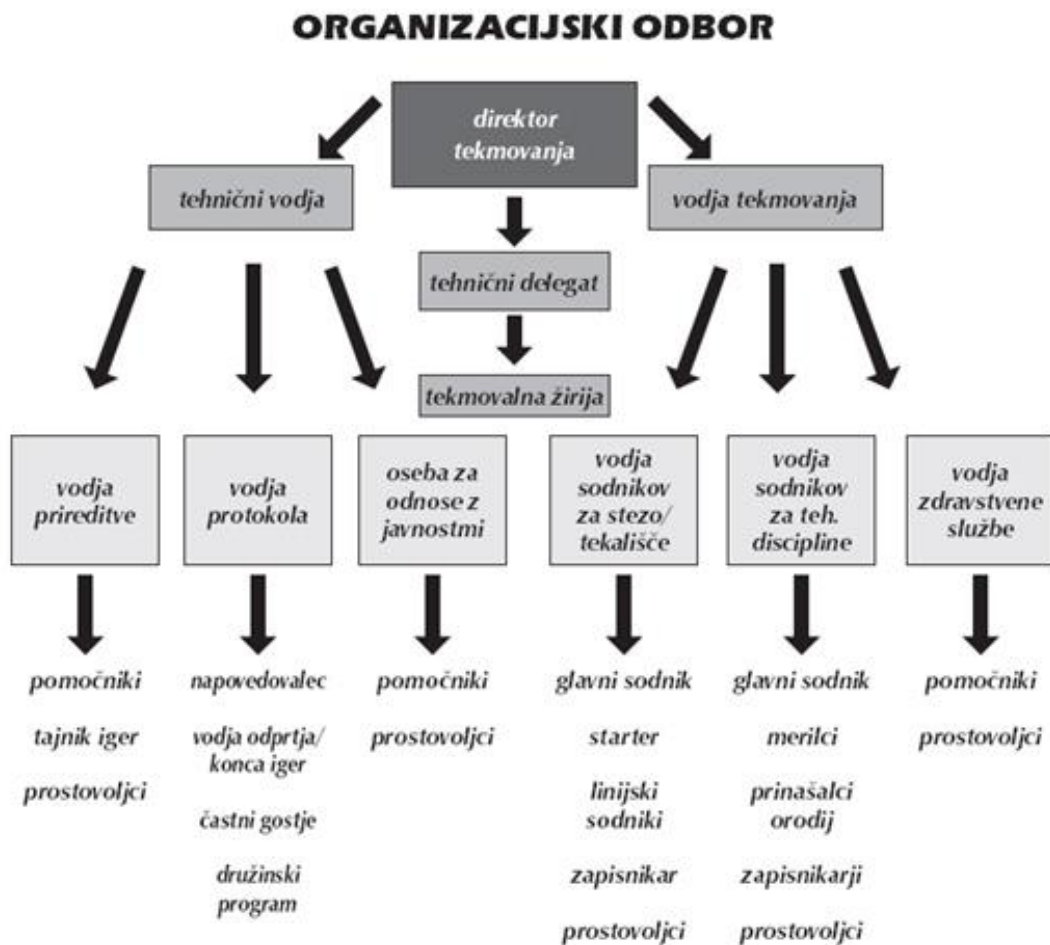 ORGANIZACIJSKI ODBOR
direktor
tekmovanja
tehnični vodja
vodja tekmovanja
tehnični delegat
tekmovalna žirija
vodja
prireditve
vodja
protokola
oseba za
odnose z
javnostmi
vodja
sodnikov
za stezo/
tekališče
vodja
sodnikov
za teh.
discipline
vodja
zdravstvene
službe
pomočniki
tajnik iger
prostovoljci
napovedovalec
vodja odprtja/
konca iger
častni gostje
družinski
program
pomočniki
prostovoljci
glavni sodnik
starter
linijski
sodniki
zapisnikar
prostovoljci
glavni sodnik
merilci
prinašalci
orodij
zapisnikarji
prostovoljci
pomočniki
prostovoljci